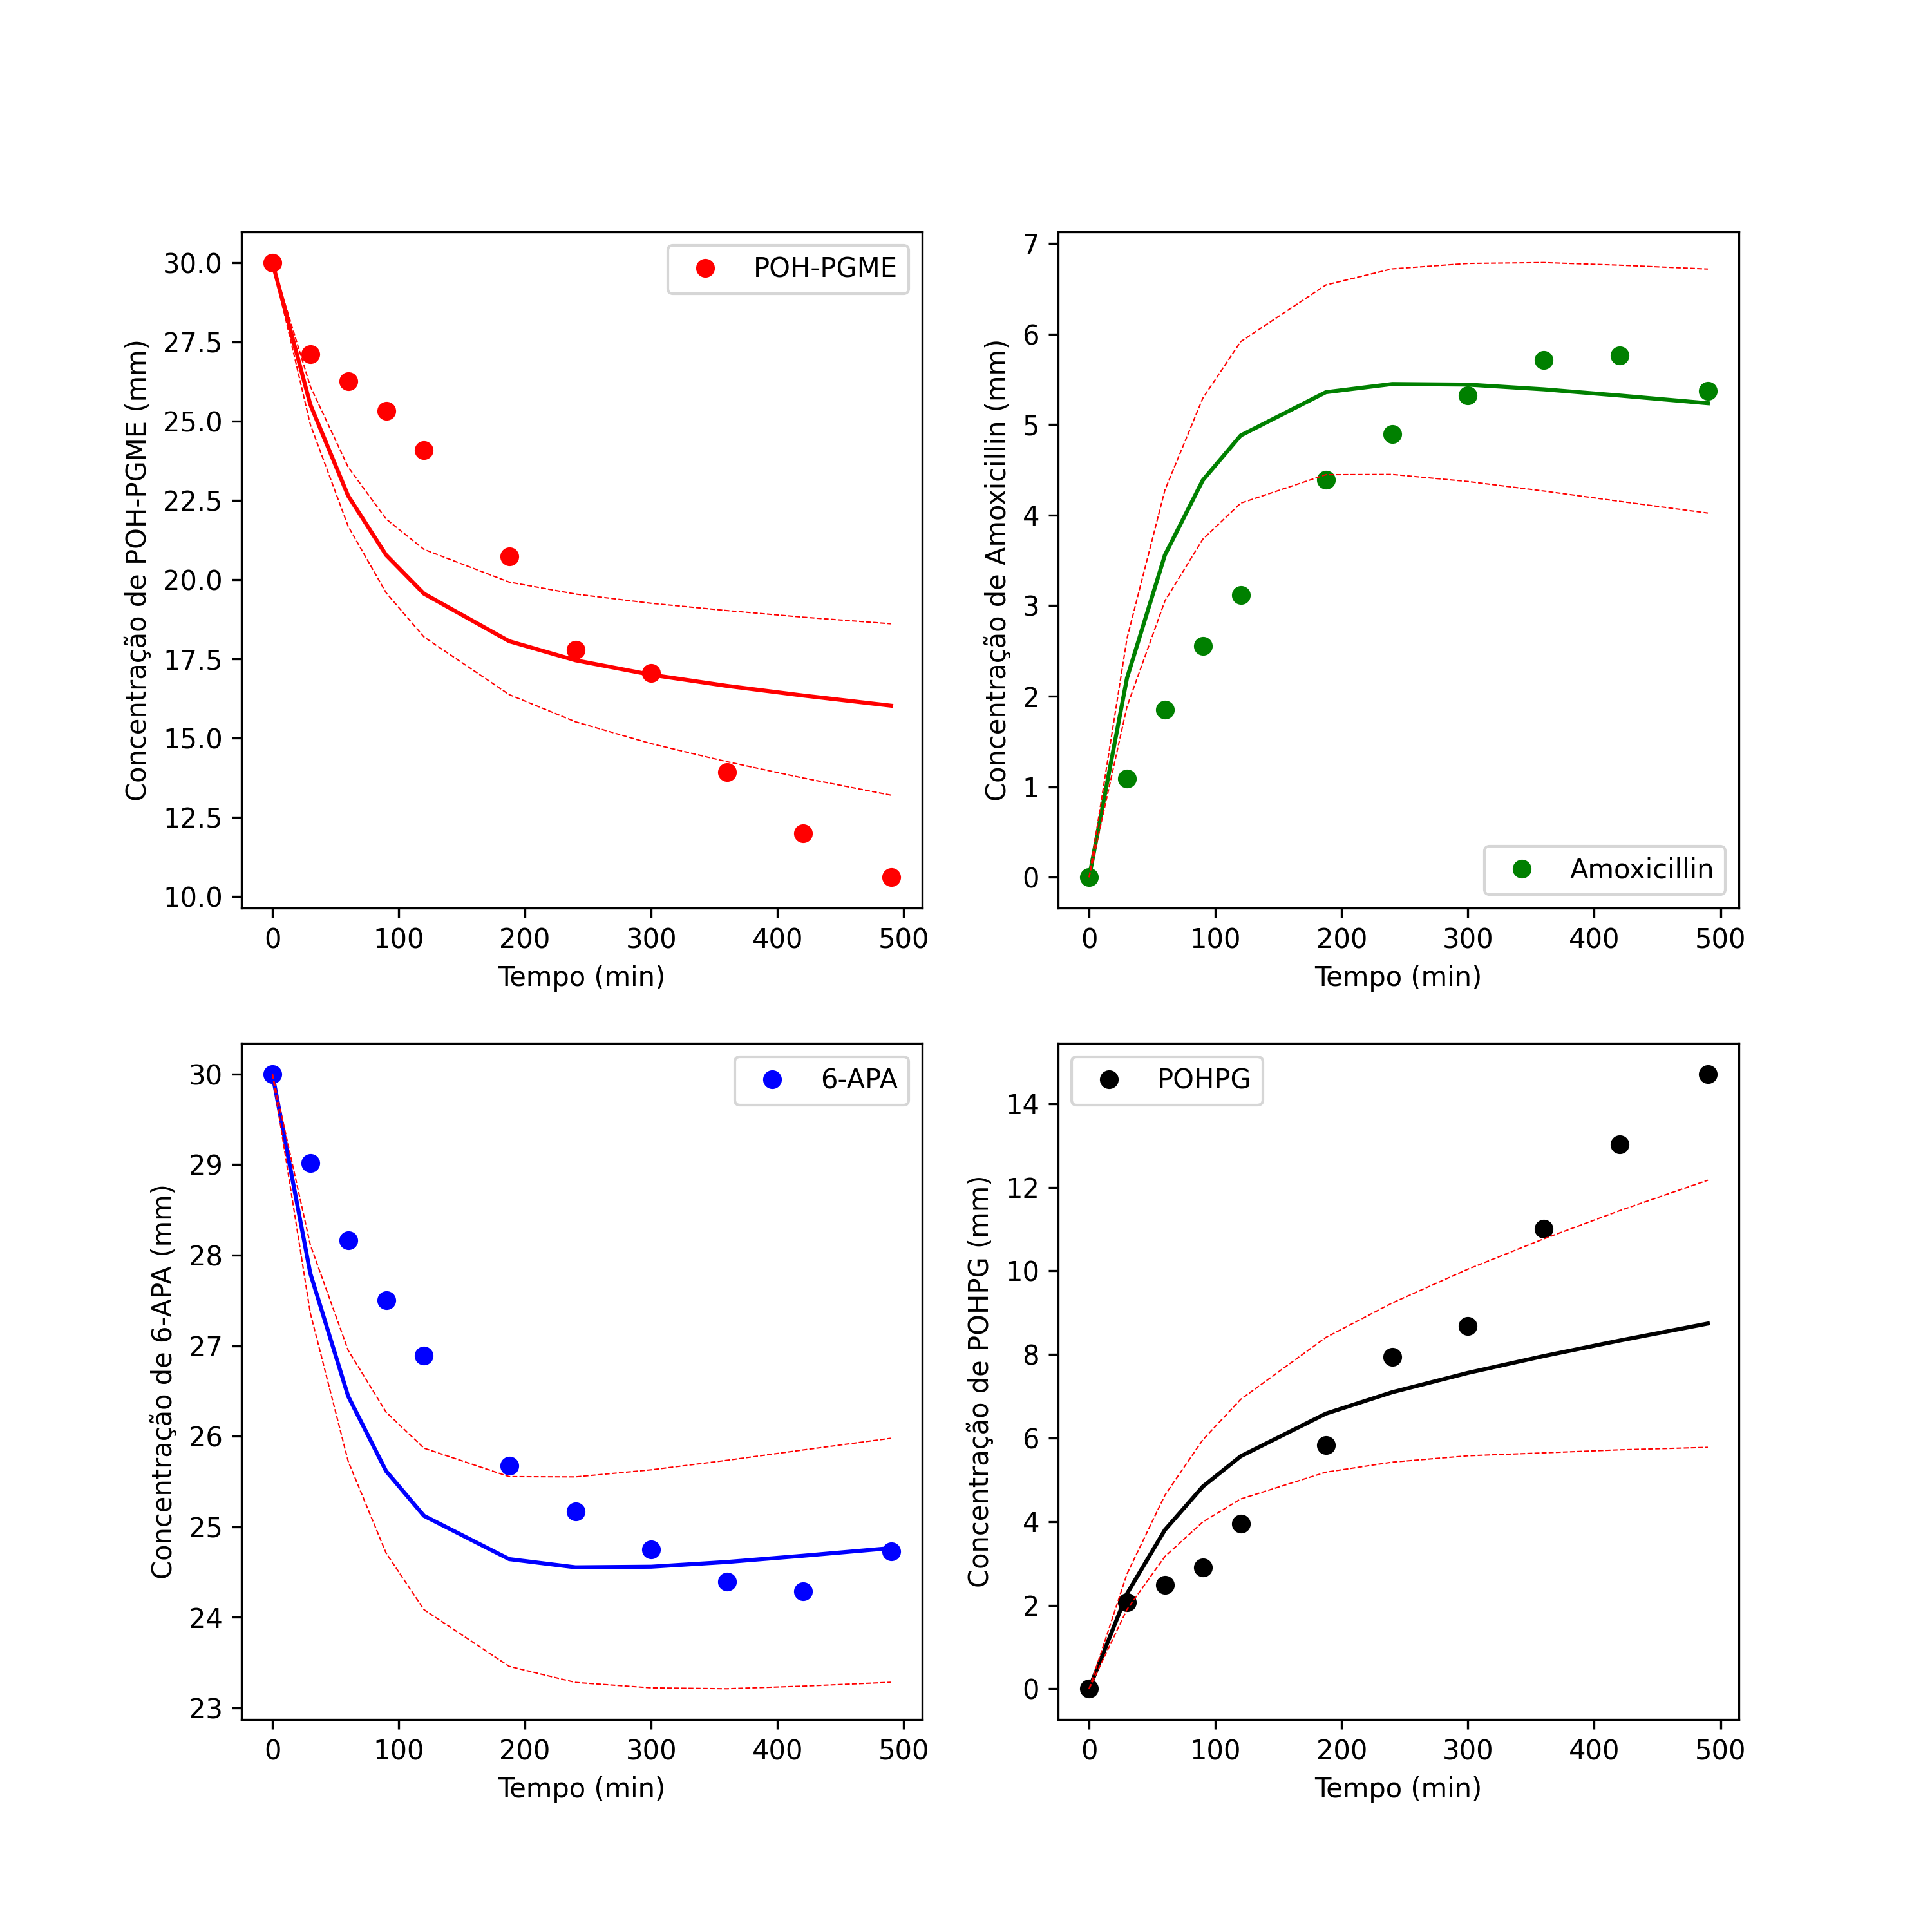 POH-PGME
Concentração de POH-PGME (mm)
30.0
27.5
25.0
22.5
20.0
17.5
15.0
12.5
10.0
0 100 200 300 400 500
Tempo (min)
Amoxicillin
Concentração de Amoxicillin (mm)
7
6
5
4
3
2
1
0
0 100 200 300 400 500
Tempo (min)
6-APA
Concentração de 6-APA (mm)
30
29
28
27
26
25
24
23
0 100 200 300 400 500
Tempo (min)
POHPG
Concentração de POHPG (mm)
14
12
10
8
6
4
2
0
0 100 200 300 400 500
Tempo (min)